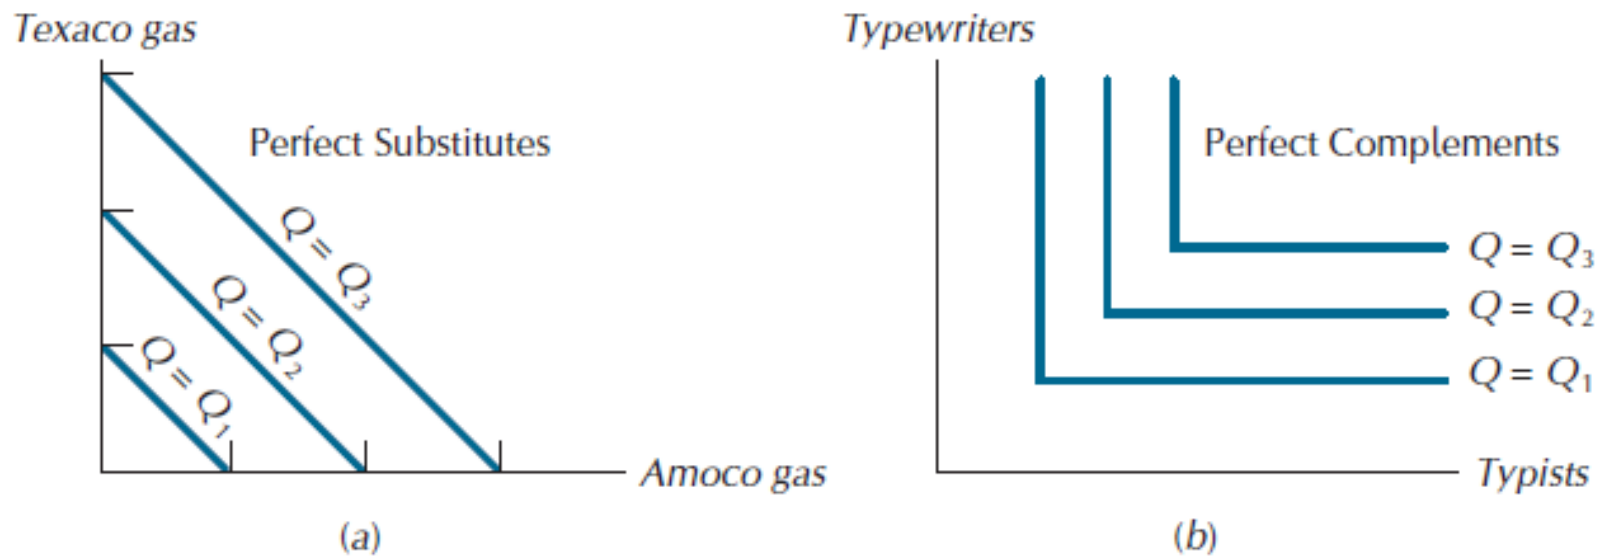 Texaco gas
Perfect Substitutes
Q = Q₃
Q = Q₂
Q = Q₁
Amoco gas
(a)
Typewriters
Perfect Complements
Q = Q₃
Q = Q₂
Q = Q₁
Typists
(b)